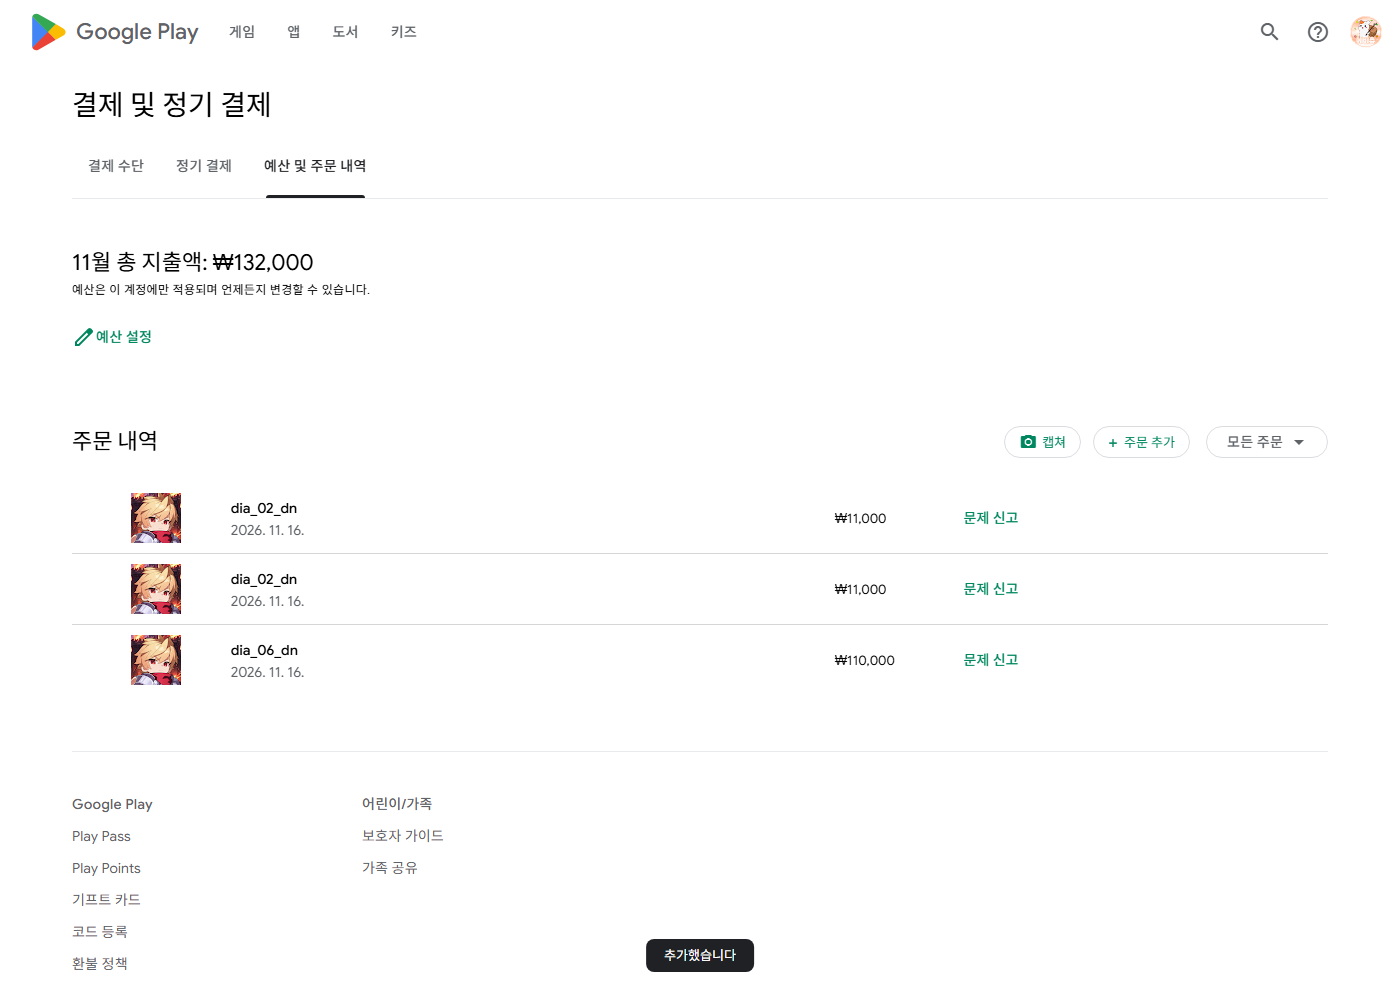 Google Play 게임 앱 도서 키즈
결제 및 정기 결제
결제 수단 정기 결제 예산 및 주문 내역
11월 총 지출액: ₩132,000
예산은 이 계정에만 적용되며 언제든지 변경할 수 있습니다.
예산 설정
주문 내역 캡쳐 + 주문 추가 모든 주문
dia_02_dn
2026. 11. 16.
₩11,000 문제 신고
dia_02_dn
2026. 11. 16.
₩11,000 문제 신고
dia_06_dn
2026. 11. 16.
₩110,000 문제 신고
Google Play 어린이/가족
Play Pass 보호자 가이드
Play Points 가족 공유
기프트 카드
코드 등록
추가했습니다
환불 정책